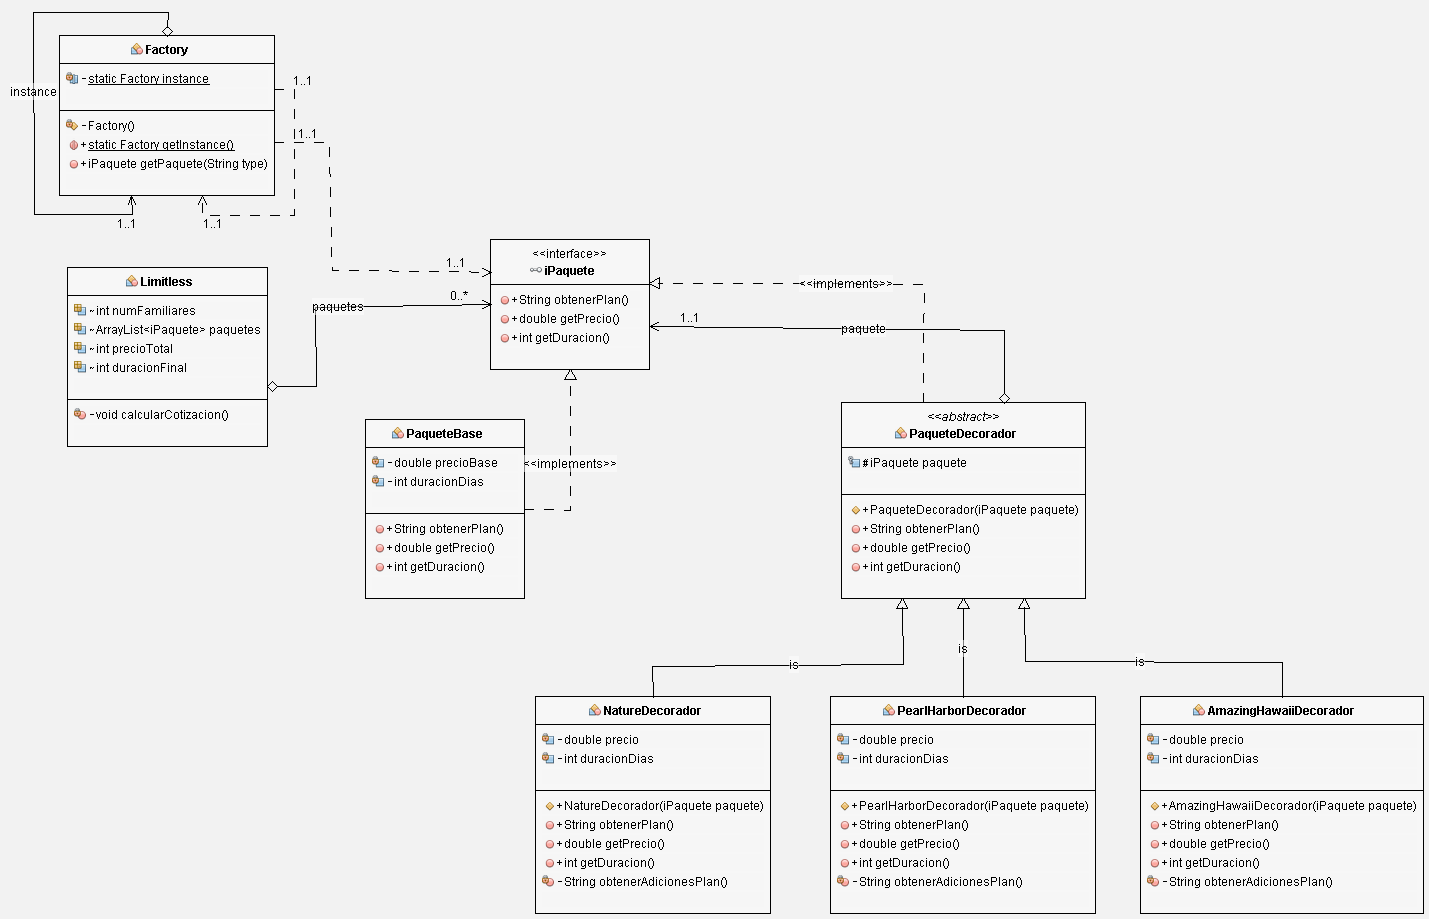 Factory
- static Factory instance
- Factory()
+ static Factory getInstance()
+ iPaquete getPaquete(String type)
instance
1..1
1..1
1..1
1..1
1..1
<<interface>>
iPaquete
+ String obtenerPlan()
+ double getPrecio()
+ int getDuracion()
Limitless
~ int numFamiliares
~ ArrayList<iPaquete> paquetes
~ int precioTotal
~ int duracionFinal
- void calcularCotizacion()
paquetes
0..*
<<implements>>
1..1
paquete
PaqueteBase
- double precioBase
- int duracionDias
+ String obtenerPlan()
+ double getPrecio()
+ int getDuracion()
<<implements>>
<<abstract>>
PaqueteDecorador
# iPaquete paquete
+ PaqueteDecorador(iPaquete paquete)
+ String obtenerPlan()
+ double getPrecio()
+ int getDuracion()
is
is
is
NatureDecorador
- double precio
- int duracionDias
+ NatureDecorador(iPaquete paquete)
+ String obtenerPlan()
+ double getPrecio()
+ int getDuracion()
- String obtenerAdicionesPlan()
PearlHarborDecorador
- double precio
- int duracionDias
+ PearlHarborDecorador(iPaquete paquete)
+ String obtenerPlan()
+ double getPrecio()
+ int getDuracion()
- String obtenerAdicionesPlan()
AmazingHawaiiDecorador
- double precio
- int duracionDias
+ AmazingHawaiiDecorador(iPaquete paquete)
+ String obtenerPlan()
+ double getPrecio()
+ int getDuracion()
- String obtenerAdicionesPlan()